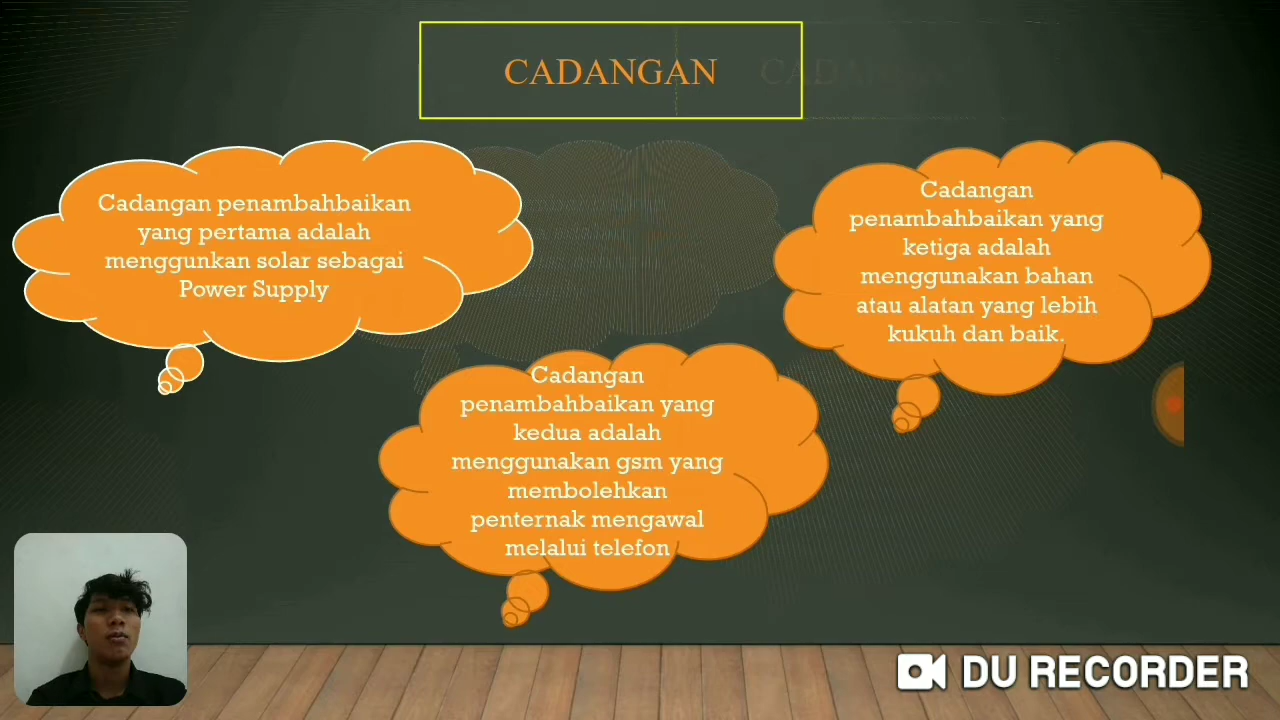 CADANGAN
Cadangan penambahbaikan
yang pertama adalah
menggunkan solar sebagai
Power Supply
Cadangan
penambahbaikan yang
kedua adalah
menggunakan gsm yang
membolehkan
penternak mengawal
melalui telefon
Cadangan
penambahbaikan yang
ketiga adalah
menggunakan bahan
atau alatan yang lebih
kukuh dan baik.
DU RECORDER